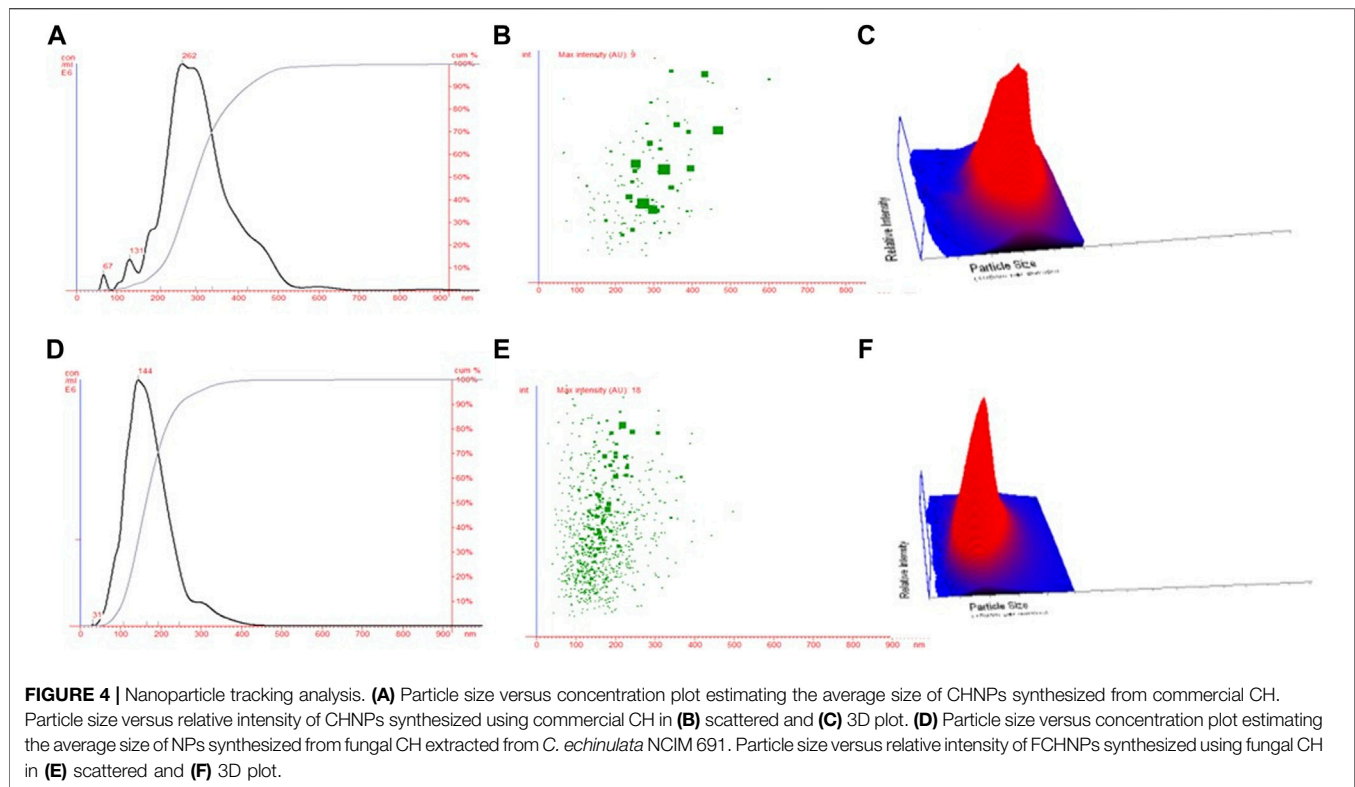 A
con
/ml
E6
262
131
67
cum %
100%
90%
80%
70%
60%
50%
40%
30%
20%
10%
0 100 200 300 400 500 600 700 800 900 nm
B
int Max intensity (AU): 9
0 100 200 300 400 500 600 700 800
C
Relative Intensity
Particle Size
D
con
/ml
E6
144
31
cum %
100%
90%
80%
70%
60%
50%
40%
30%
20%
10%
0 100 200 300 400 500 600 700 800 900 nm
E
int Max intensity (AU): 18
0 100 200 300 400 500 600 700 800 900 nm
F
Relative Intensity
Particle Size
FIGURE 4 | Nanoparticle tracking analysis. (A) Particle size versus concentration plot estimating the average size of CHNPs synthesized from commercial CH.
Particle size versus relative intensity of CHNPs synthesized using commercial CH in (B) scattered and (C) 3D plot. (D) Particle size versus concentration plot estimating
the average size of NPs synthesized from fungal CH extracted from C. echinulata NCIM 691. Particle size versus relative intensity of FCHNPs synthesized using fungal CH
in (E) scattered and (F) 3D plot.